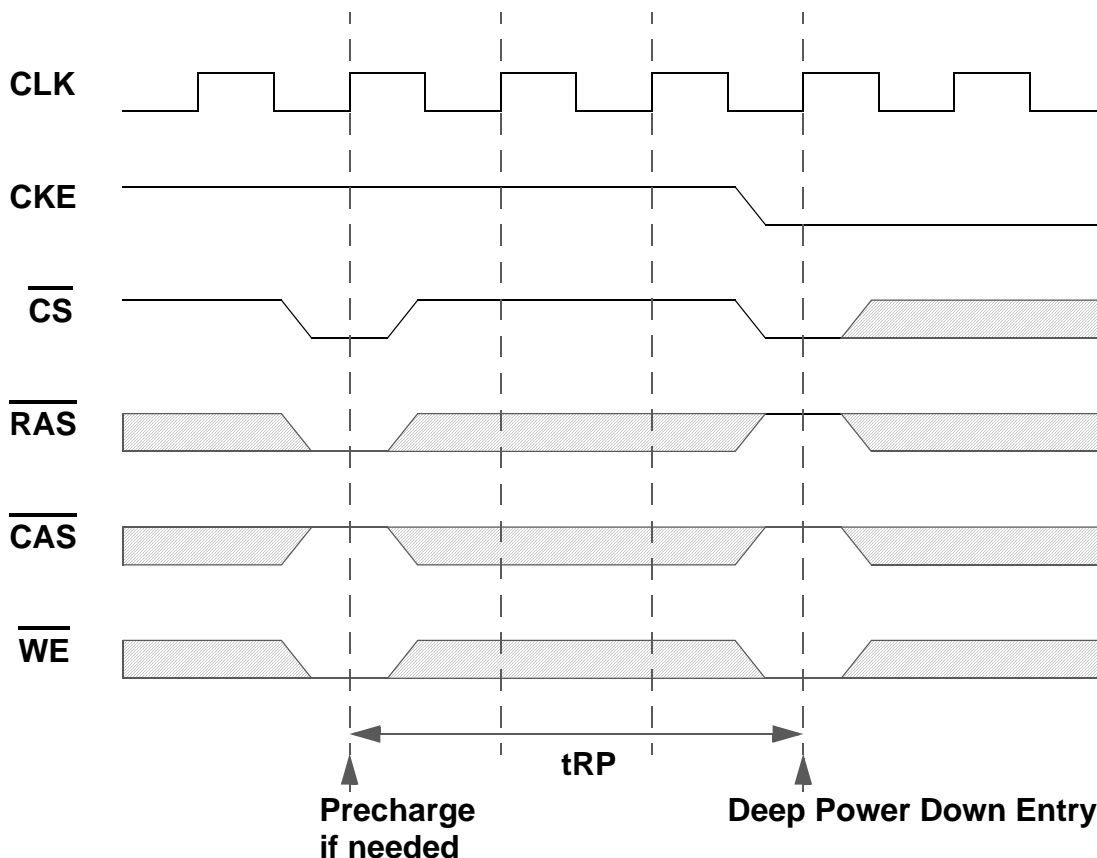 CLK
CKE
CS
RAS
CAS
WE
tRP
Precharge
if needed
Deep Power Down Entry